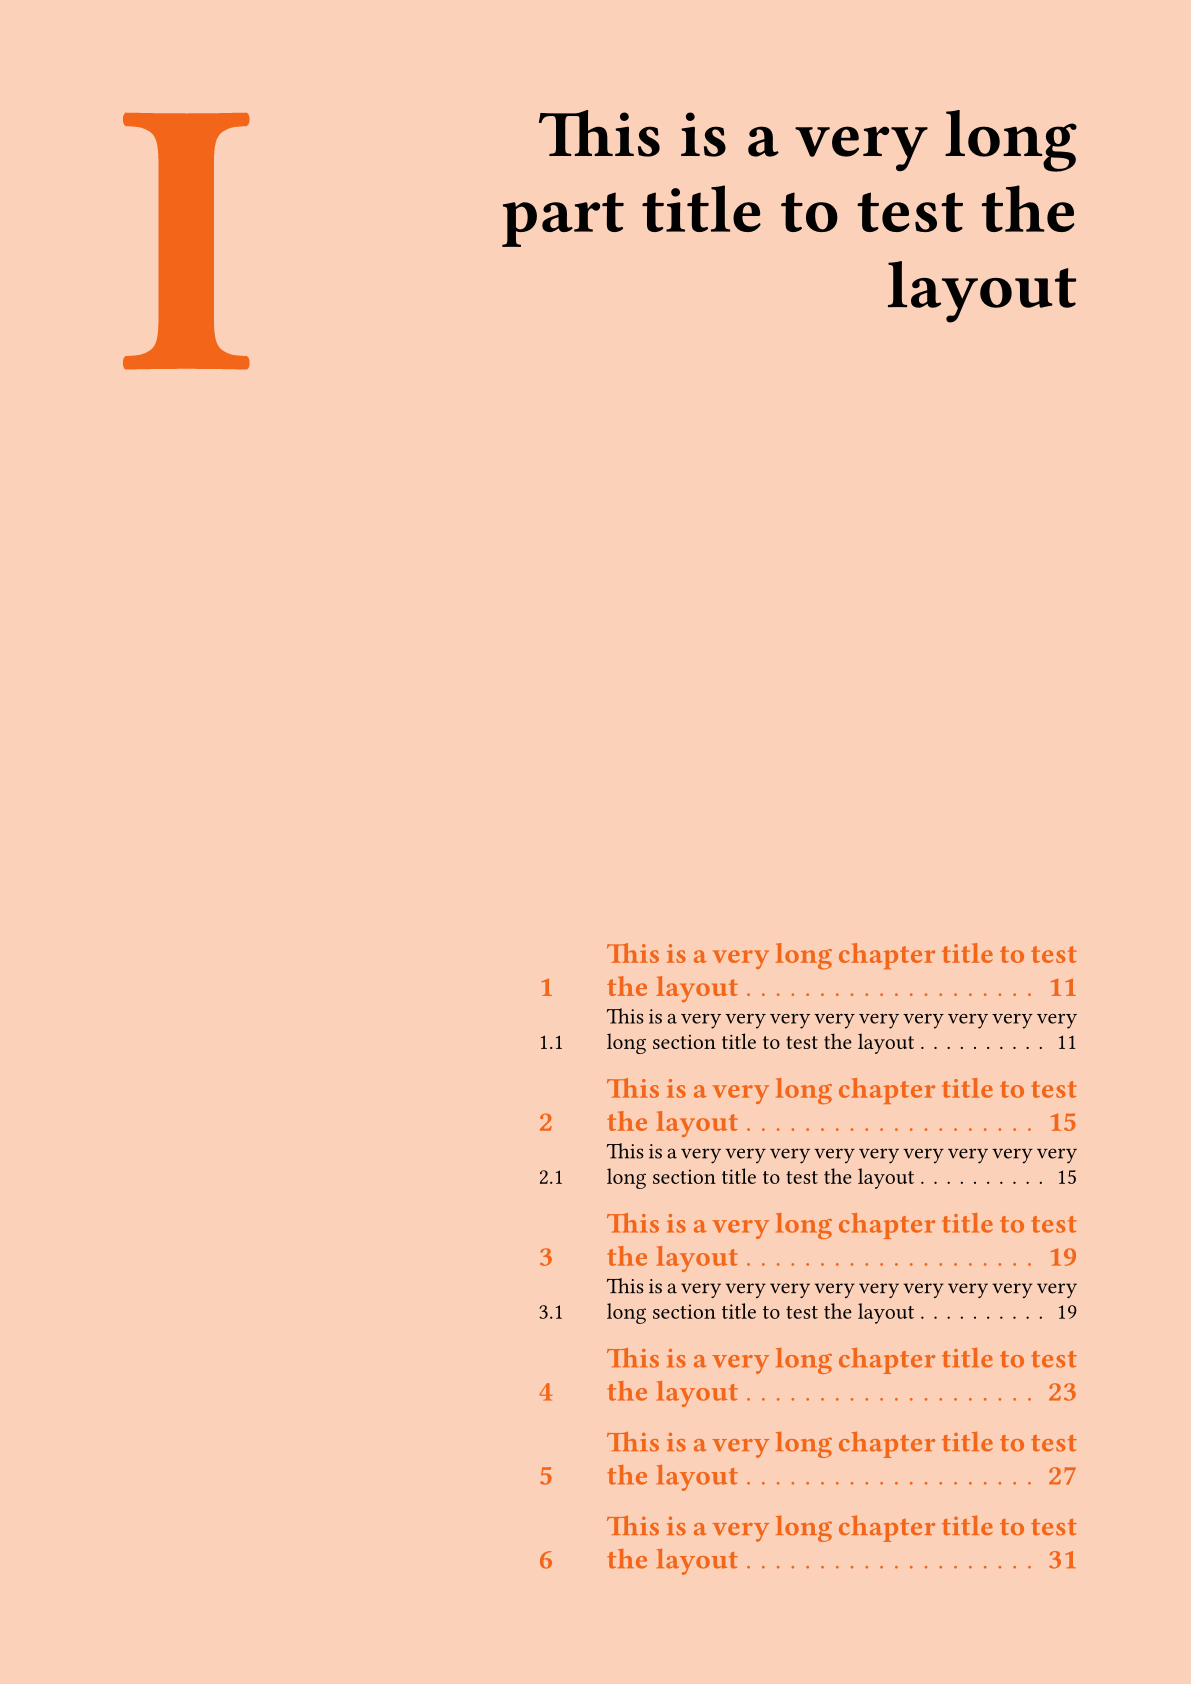 I
This is a very long
part title to test the
layout
This is a very long chapter title to test
1 the layout . . . . . . . . . . . . . . . . . . . . 11
This is a very very very very very very very very very
1.1 long section title to test the layout . . . . . . . . . . 11
This is a very long chapter title to test
2 the layout . . . . . . . . . . . . . . . . . . . . 15
This is a very very very very very very very very very
2.1 long section title to test the layout . . . . . . . . . . 15
This is a very long chapter title to test
3 the layout . . . . . . . . . . . . . . . . . . . . 19
This is a very very very very very very very very very
3.1 long section title to test the layout . . . . . . . . . . 19
This is a very long chapter title to test
4 the layout . . . . . . . . . . . . . . . . . . . . 23
This is a very long chapter title to test
5 the layout . . . . . . . . . . . . . . . . . . . . 27
This is a very long chapter title to test
6 the layout . . . . . . . . . . . . . . . . . . . . 31